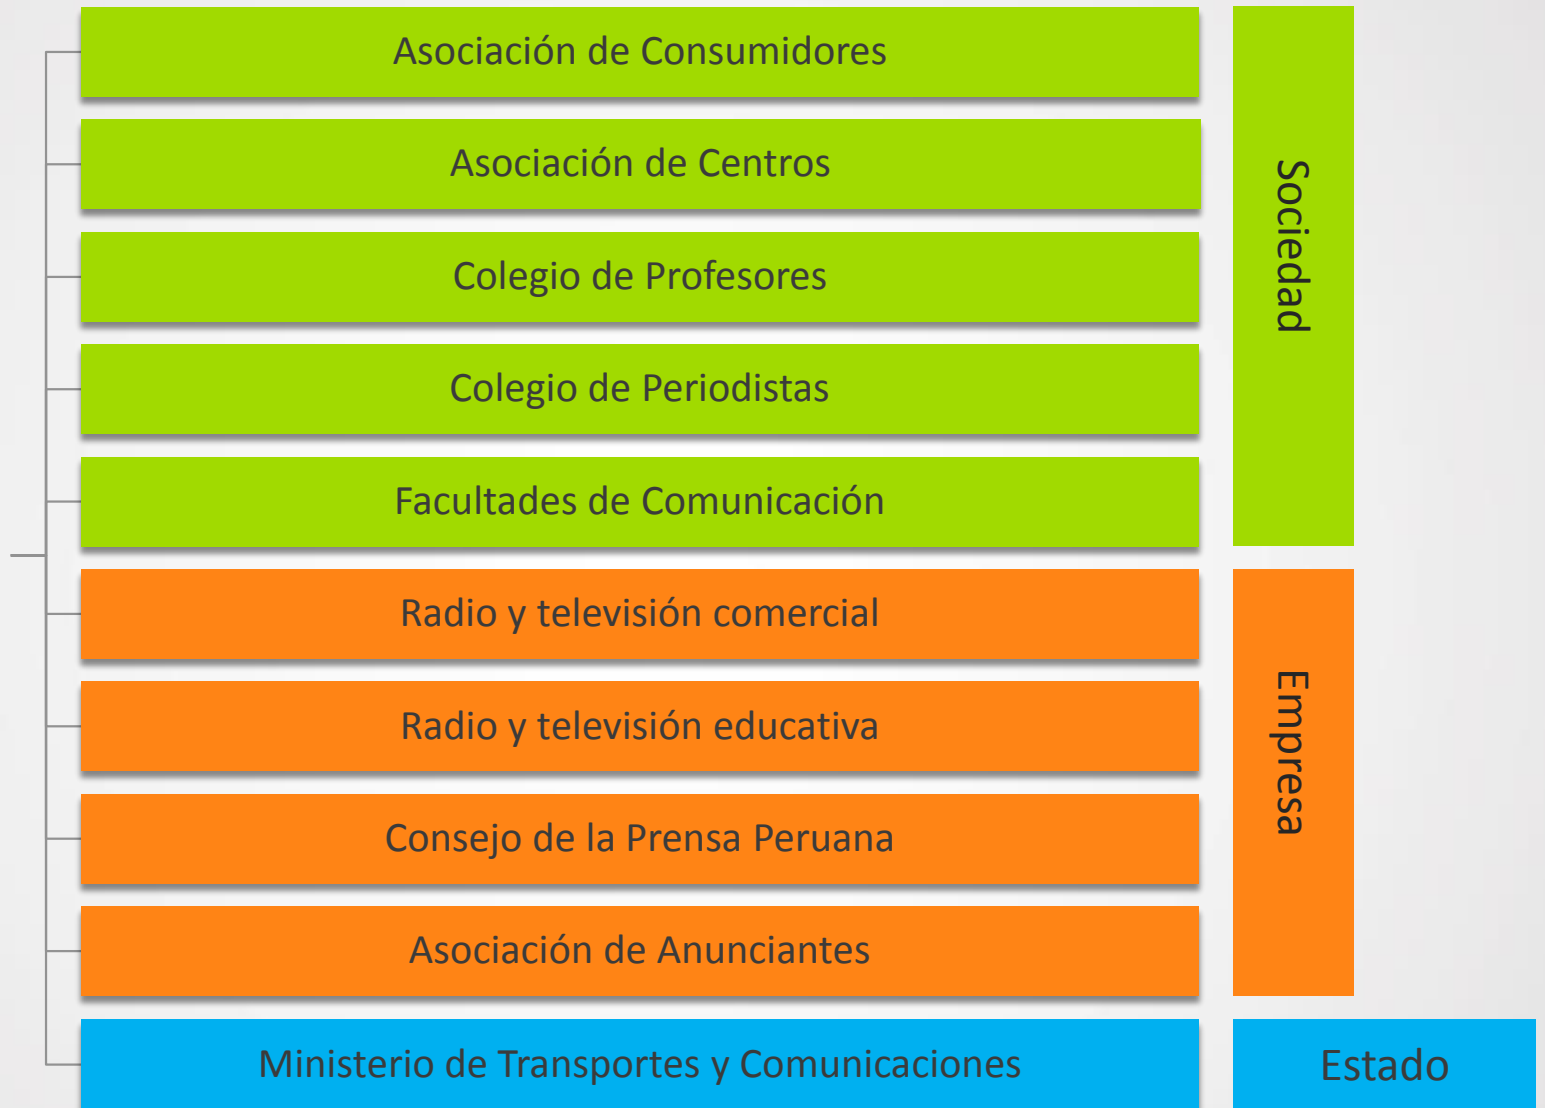 Asociación de Consumidores
Asociación de Centros
Colegio de Profesores
Colegio de Periodistas
Facultades de Comunicación
Sociedad
Radio y televisión comercial
Radio y televisión educativa
Consejo de la Prensa Peruana
Asociación de Anunciantes
Empresa
Ministerio de Transportes y Comunicaciones
Estado